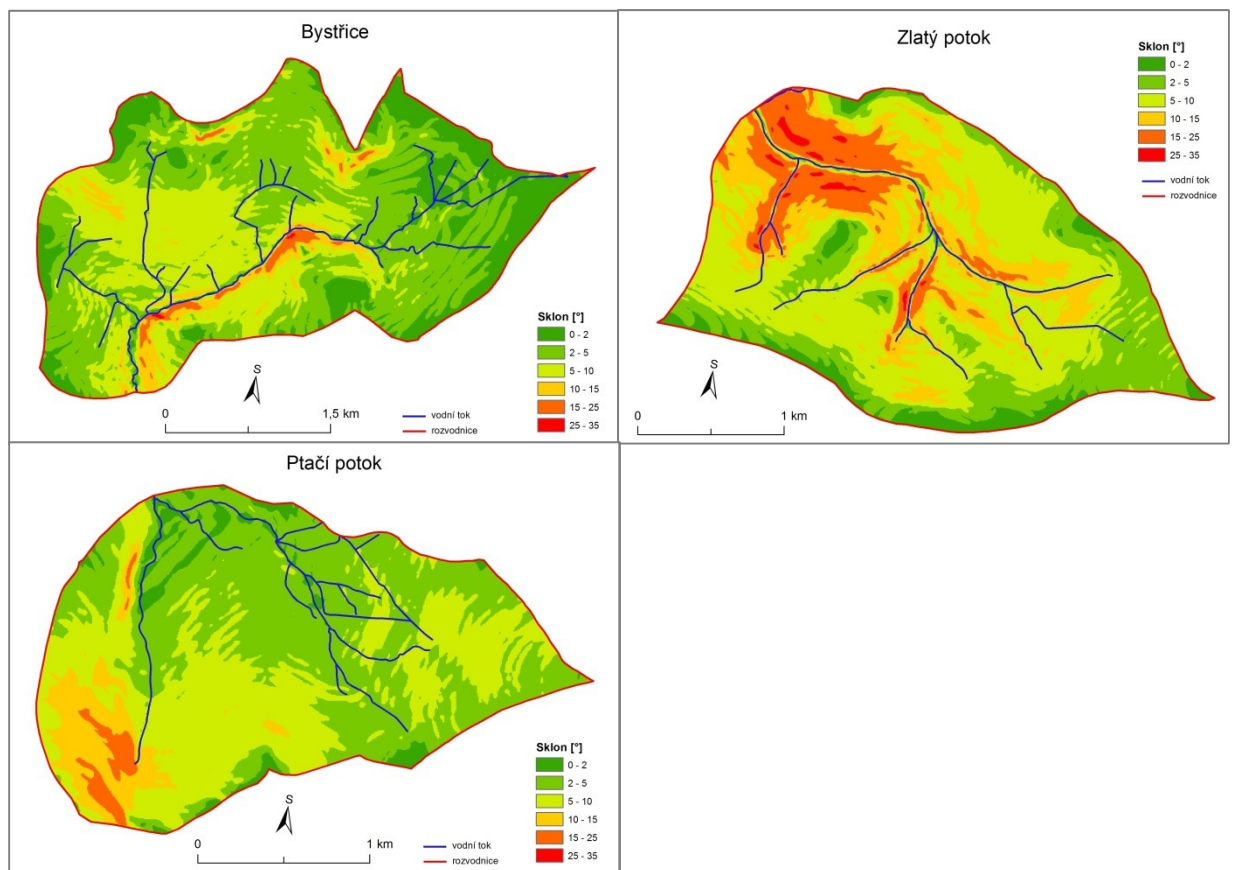 Bystřice
S
Sklon [°]
0 - 2
2 - 5
5 - 10
10 - 15
15 - 25
25 - 35
0 1,5 km
vodní tok
rozvodnice
Zlatý potok
Sklon [°]
0 - 2
2 - 5
5 - 10
10 - 15
15 - 25
25 - 35
vodní tok
rozvodnice
S
0 1 km
Ptačí potok
Sklon [°]
0 - 2
2 - 5
5 - 10
10 - 15
15 - 25
25 - 35
S
0 1 km
vodní tok
rozvodnice